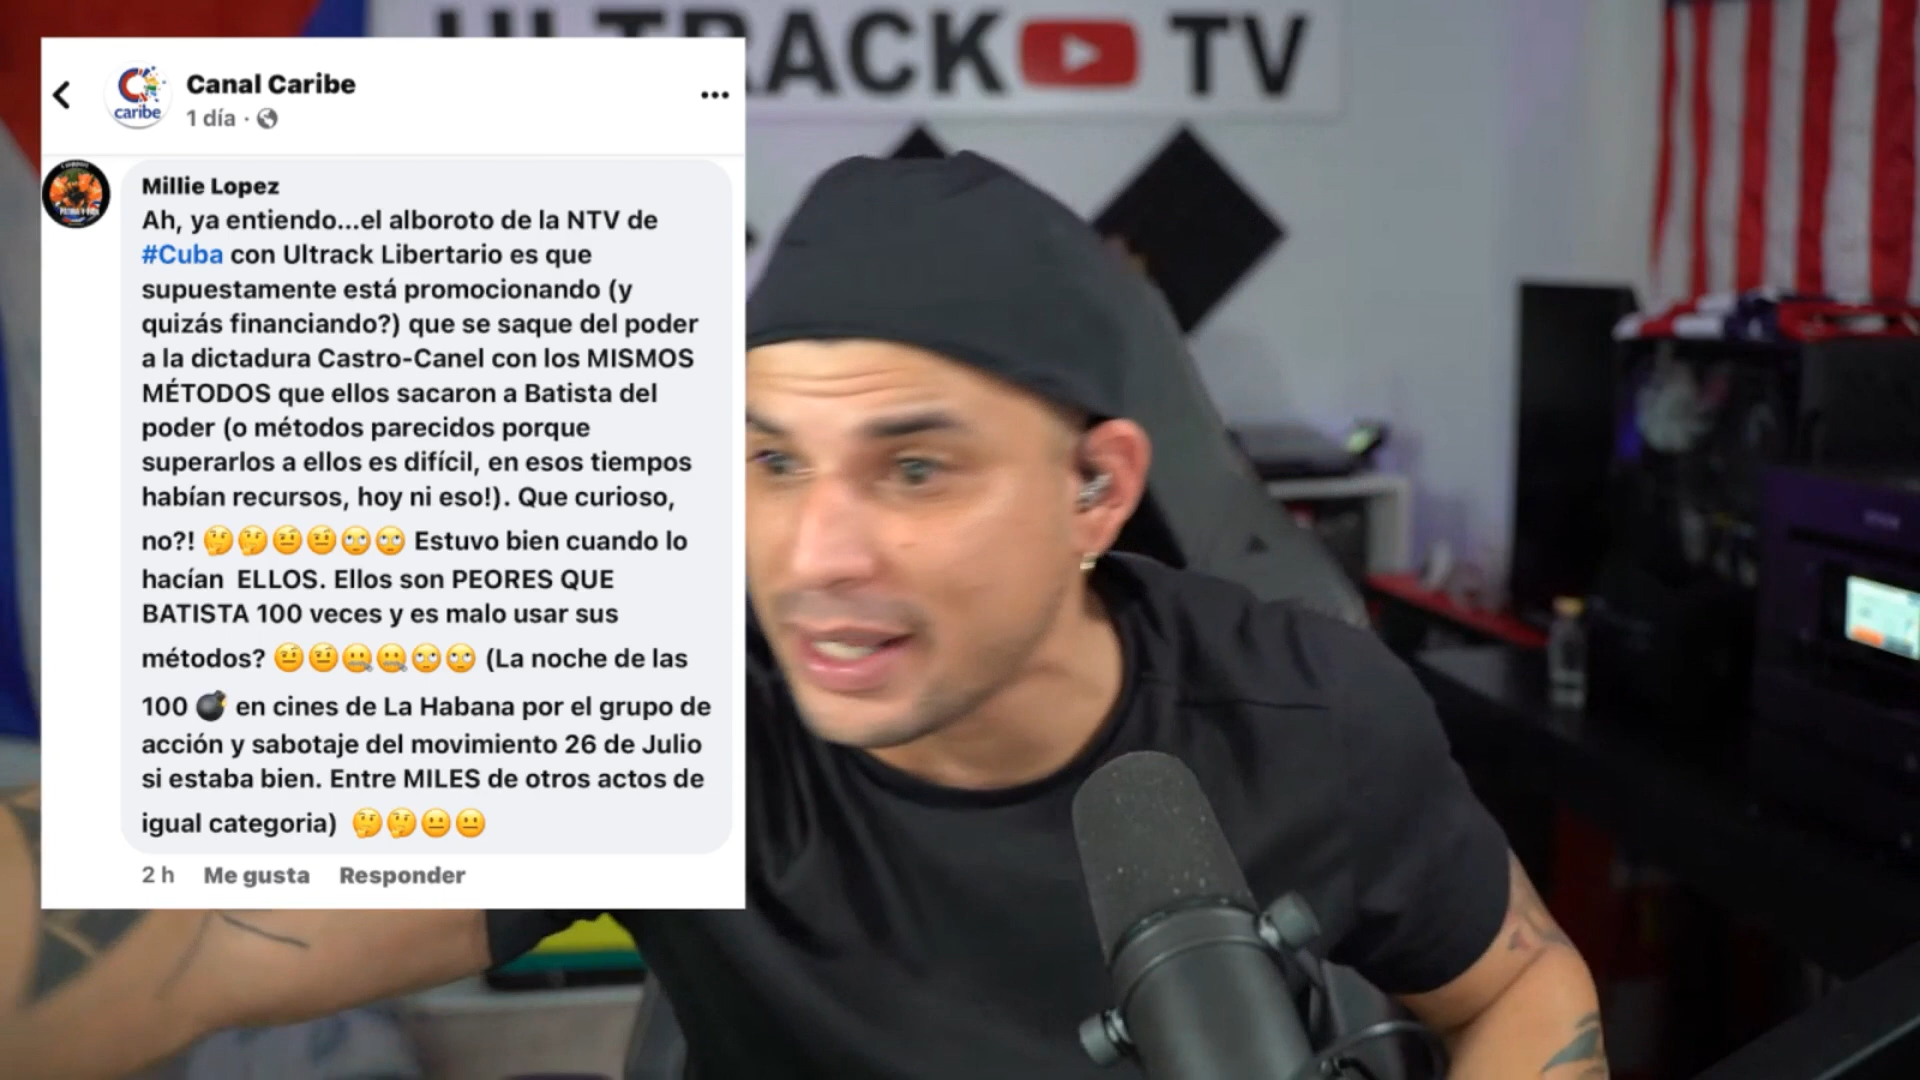 ULTRACK TV
Canal Caribe
caribe
1 día ·
Millie Lopez
Ah, ya entiendo...el alboroto de la NTV de
#Cuba con Ultrack Libertario es que
supuestamente está promocionando (y
quizás financiando?) que se saque del poder
a la dictadura Castro-Canel con los MISMOS
MÉTODOS que ellos sacaron a Batista del
poder (o métodos parecidos porque
superarlos a ellos es difícil, en esos tiempos
habían recursos, hoy ni eso!). Que curioso,
no?! 🤔🤔🤨🤨🙄🙄 Estuvo bien cuando lo
hacían ELLOS. Ellos son PEORES QUE
BATISTA 100 veces y es malo usar sus
métodos? 🤨🤨🤐🤐🙄🙄 (La noche de las
100 💣 en cines de La Habana por el grupo de
acción y sabotaje del movimiento 26 de Julio
si estaba bien. Entre MILES de otros actos de
igual categoria) 🤔🤔😐😐
2 h Me gusta Responder